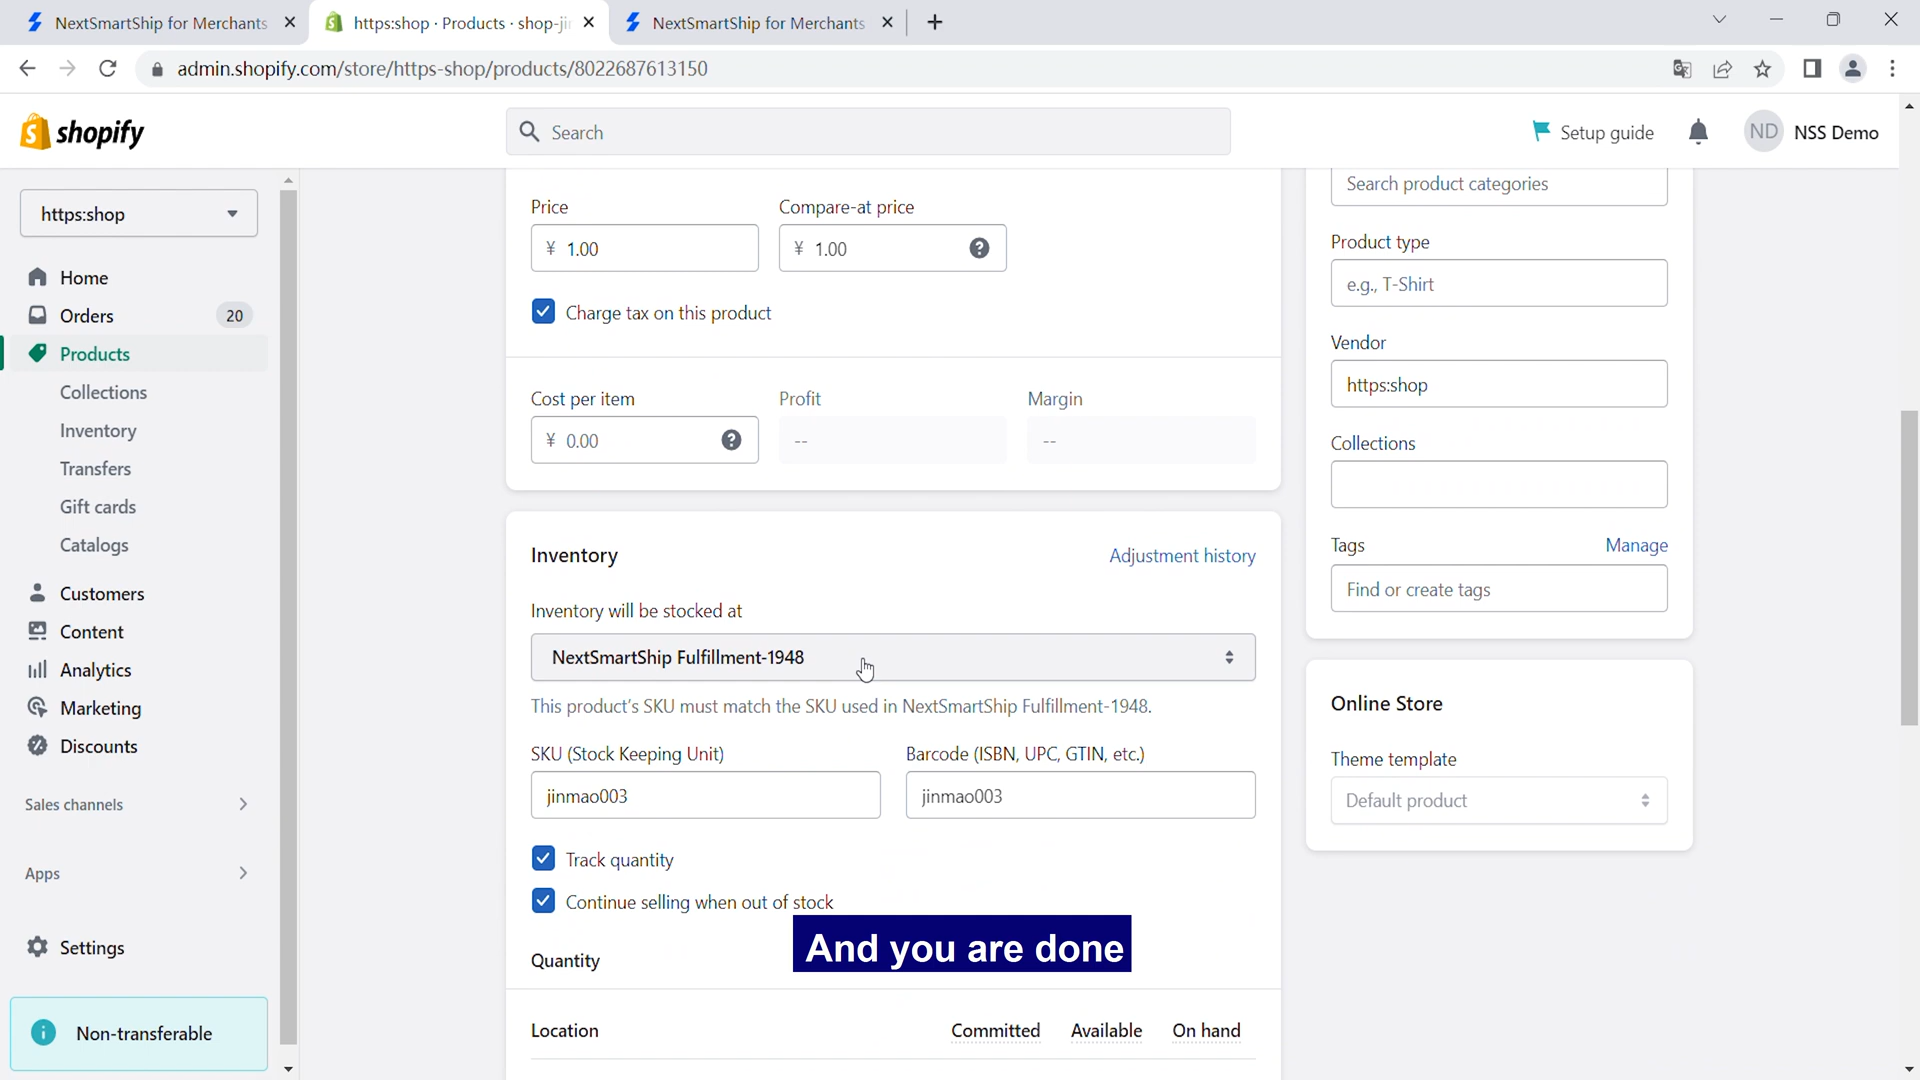 NextSmartShip for Merchants
https:shop · Products · shop-ji
NextSmartShip for Merchants
admin.shopify.com/store/https-shop/products/8022687613150
shopify
Search
Setup guide
ND
NSS Demo
https:shop
Home
Orders
20
Products
Collections
Inventory
Transfers
Gift cards
Catalogs
Customers
Content
Analytics
Marketing
Discounts
Sales channels
Apps
Settings
Non-transferable
Price
Compare-at price
¥ 1.00
¥ 1.00
Charge tax on this product
Cost per item
Profit
Margin
¥ 0.00
--
--
Inventory
Adjustment history
Inventory will be stocked at
NextSmartShip Fulfillment-1948
This product's SKU must match the SKU used in NextSmartShip Fulfillment-1948.
SKU (Stock Keeping Unit)
Barcode (ISBN, UPC, GTIN, etc.)
jinmao003
jinmao003
Track quantity
Continue selling when out of stock
And you are done
Quantity
Location
Committed
Available
On hand
Search product categories
Product type
e.g., T-Shirt
Vendor
https:shop
Collections
Tags
Manage
Find or create tags
Online Store
Theme template
Default product